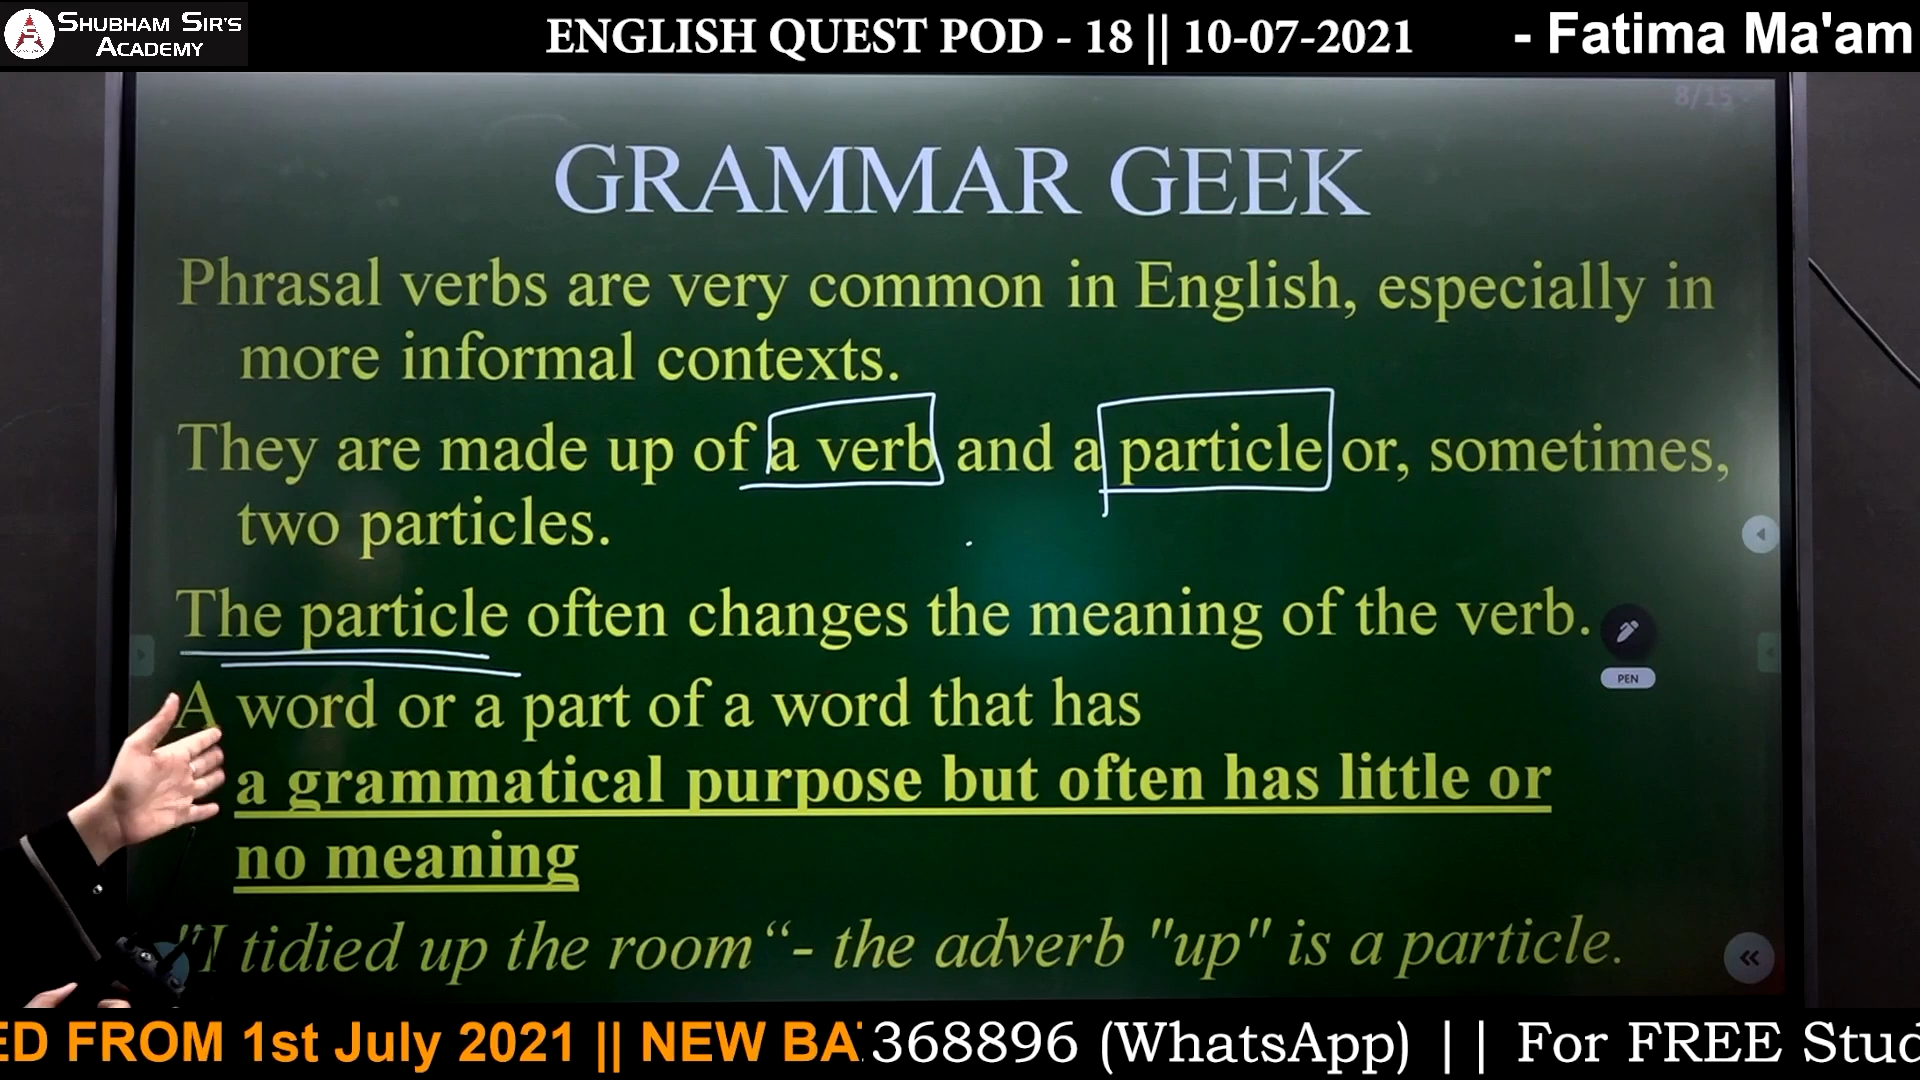 SHUBHAM SIR'S
ACADEMY
ENGLISH QUEST POD - 18 || 10-07-2021
- Fatima Ma'am
8/15
GRAMMAR GEEK
Phrasal verbs are very common in English, especially in
more informal contexts.
They are made up of a verb and a particle or, sometimes,
two particles.
The particle often changes the meaning of the verb.
PEN
A word or a part of a word that has
a grammatical purpose but often has little or
no meaning
"I tidied up the room“- the adverb "up" is a particle.
ED FROM 1st July 2021 || NEW BA
368896 (WhatsApp) || For FREE Stud